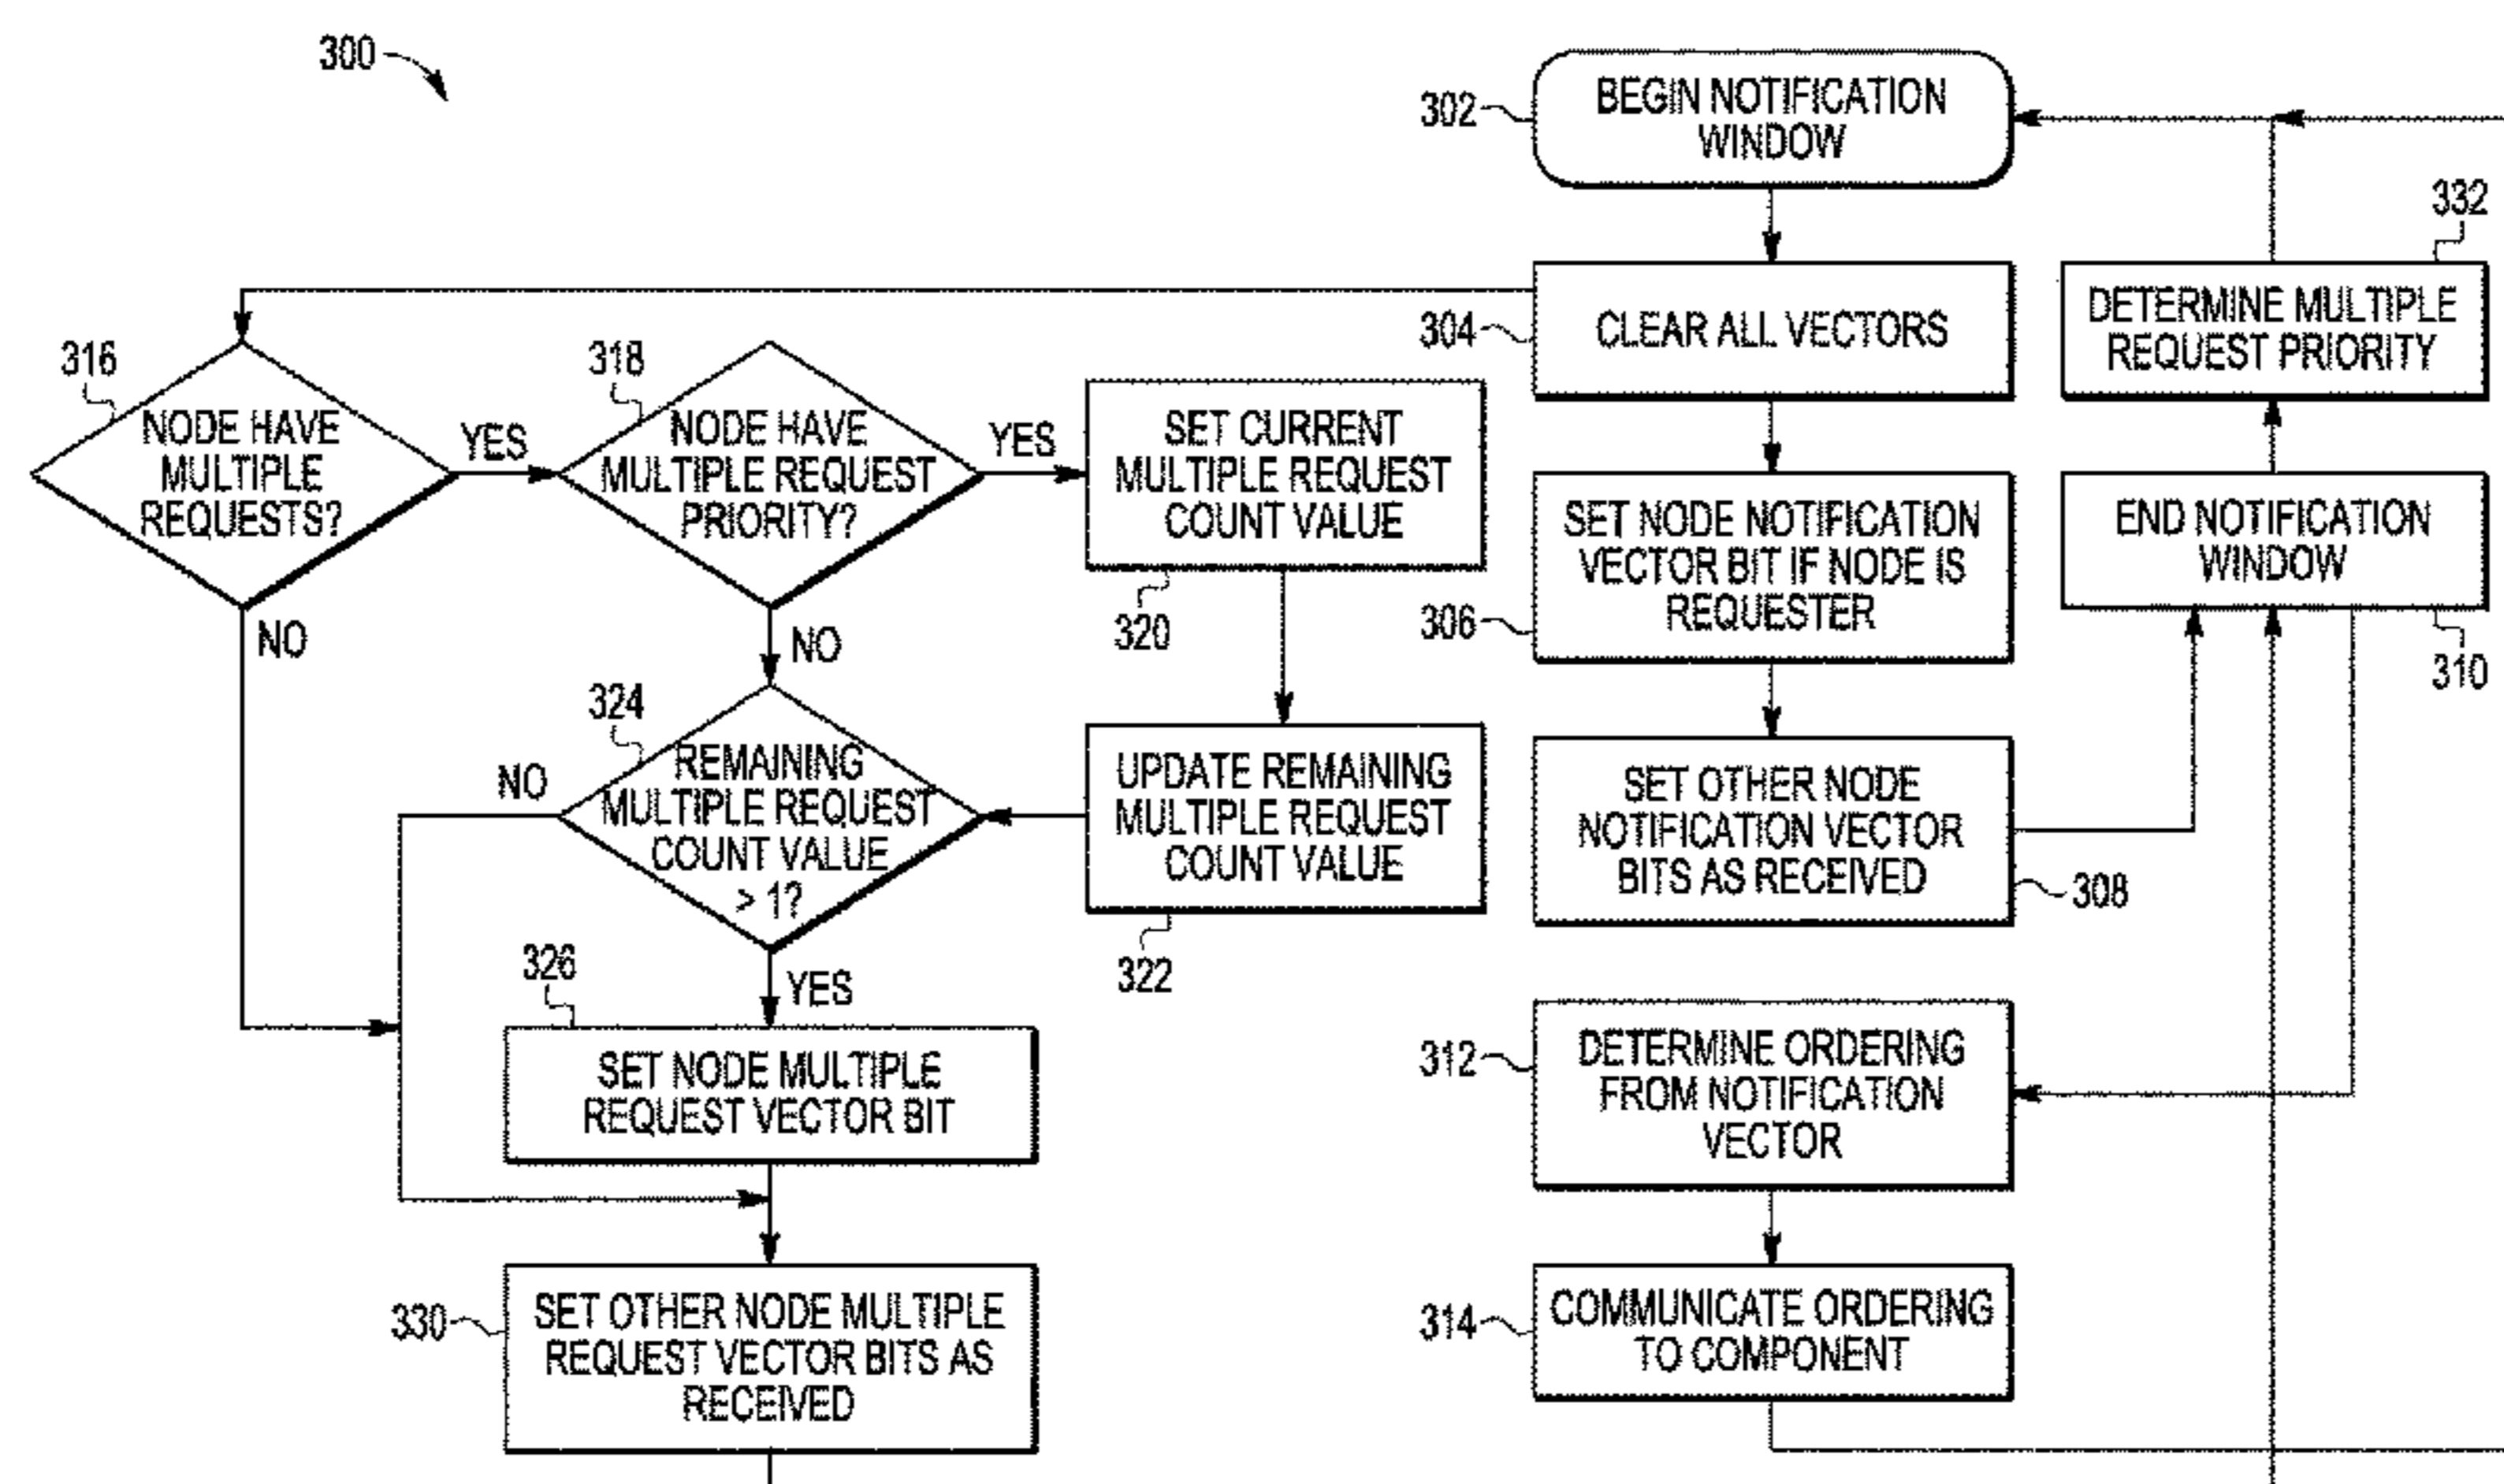 300
302
BEGIN NOTIFICATION
WINDOW
332
304
CLEAR ALL VECTORS
DETERMINE MULTIPLE
REQUEST PRIORITY
316
NODE HAVE
MULTIPLE
REQUESTS?
YES
NO
318
NODE HAVE
MULTIPLE REQUEST
PRIORITY?
YES
NO
SET CURRENT
MULTIPLE REQUEST
COUNT VALUE
320
306
SET NODE NOTIFICATION
VECTOR BIT IF NODE IS
REQUESTER
END NOTIFICATION
WINDOW
310
324
NO
REMAINING
MULTIPLE REQUEST
COUNT VALUE
> 1?
YES
UPDATE REMAINING
MULTIPLE REQUEST
COUNT VALUE
322
SET OTHER NODE
NOTIFICATION VECTOR
BITS AS RECEIVED
308
326
SET NODE MULTIPLE
REQUEST VECTOR BIT
312
DETERMINE ORDERING
FROM NOTIFICATION
VECTOR
330
SET OTHER NODE MULTIPLE
REQUEST VECTOR BITS AS
RECEIVED
314
COMMUNICATE ORDERING
TO COMPONENT